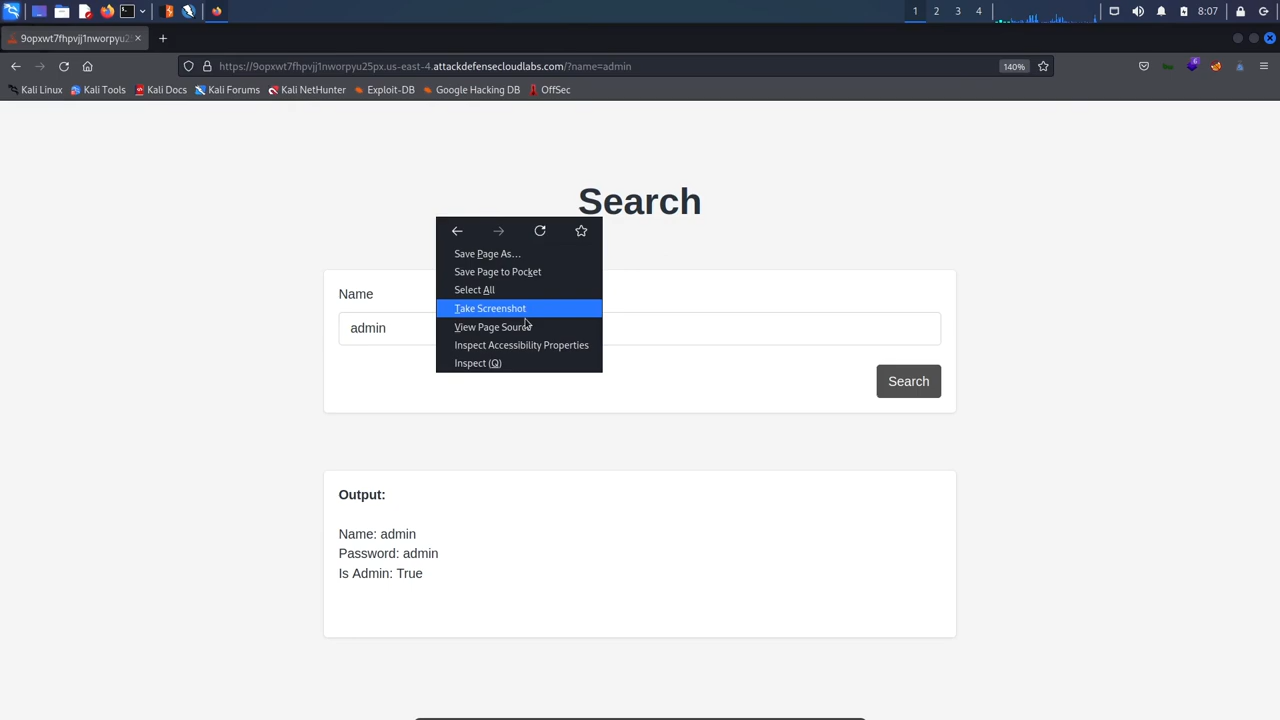 1 2 3 4 8:07
9opxwt7fhpvjj1nworpyu2
https://9opxwt7fhpvjj1nworpyu25px.us-east-4.attackdefensecloudlabs.com/?name=admin 140% 6
Kali Linux Kali Tools Kali Docs Kali Forums Kali NetHunter Exploit-DB Google Hacking DB OffSec
Search
Save Page As…
Save Page to Pocket
Select All
Take Screenshot
View Page Source
Inspect Accessibility Properties
Inspect (Q)
Name
admin
Search
Output:
Name: admin
Password: admin
Is Admin: True